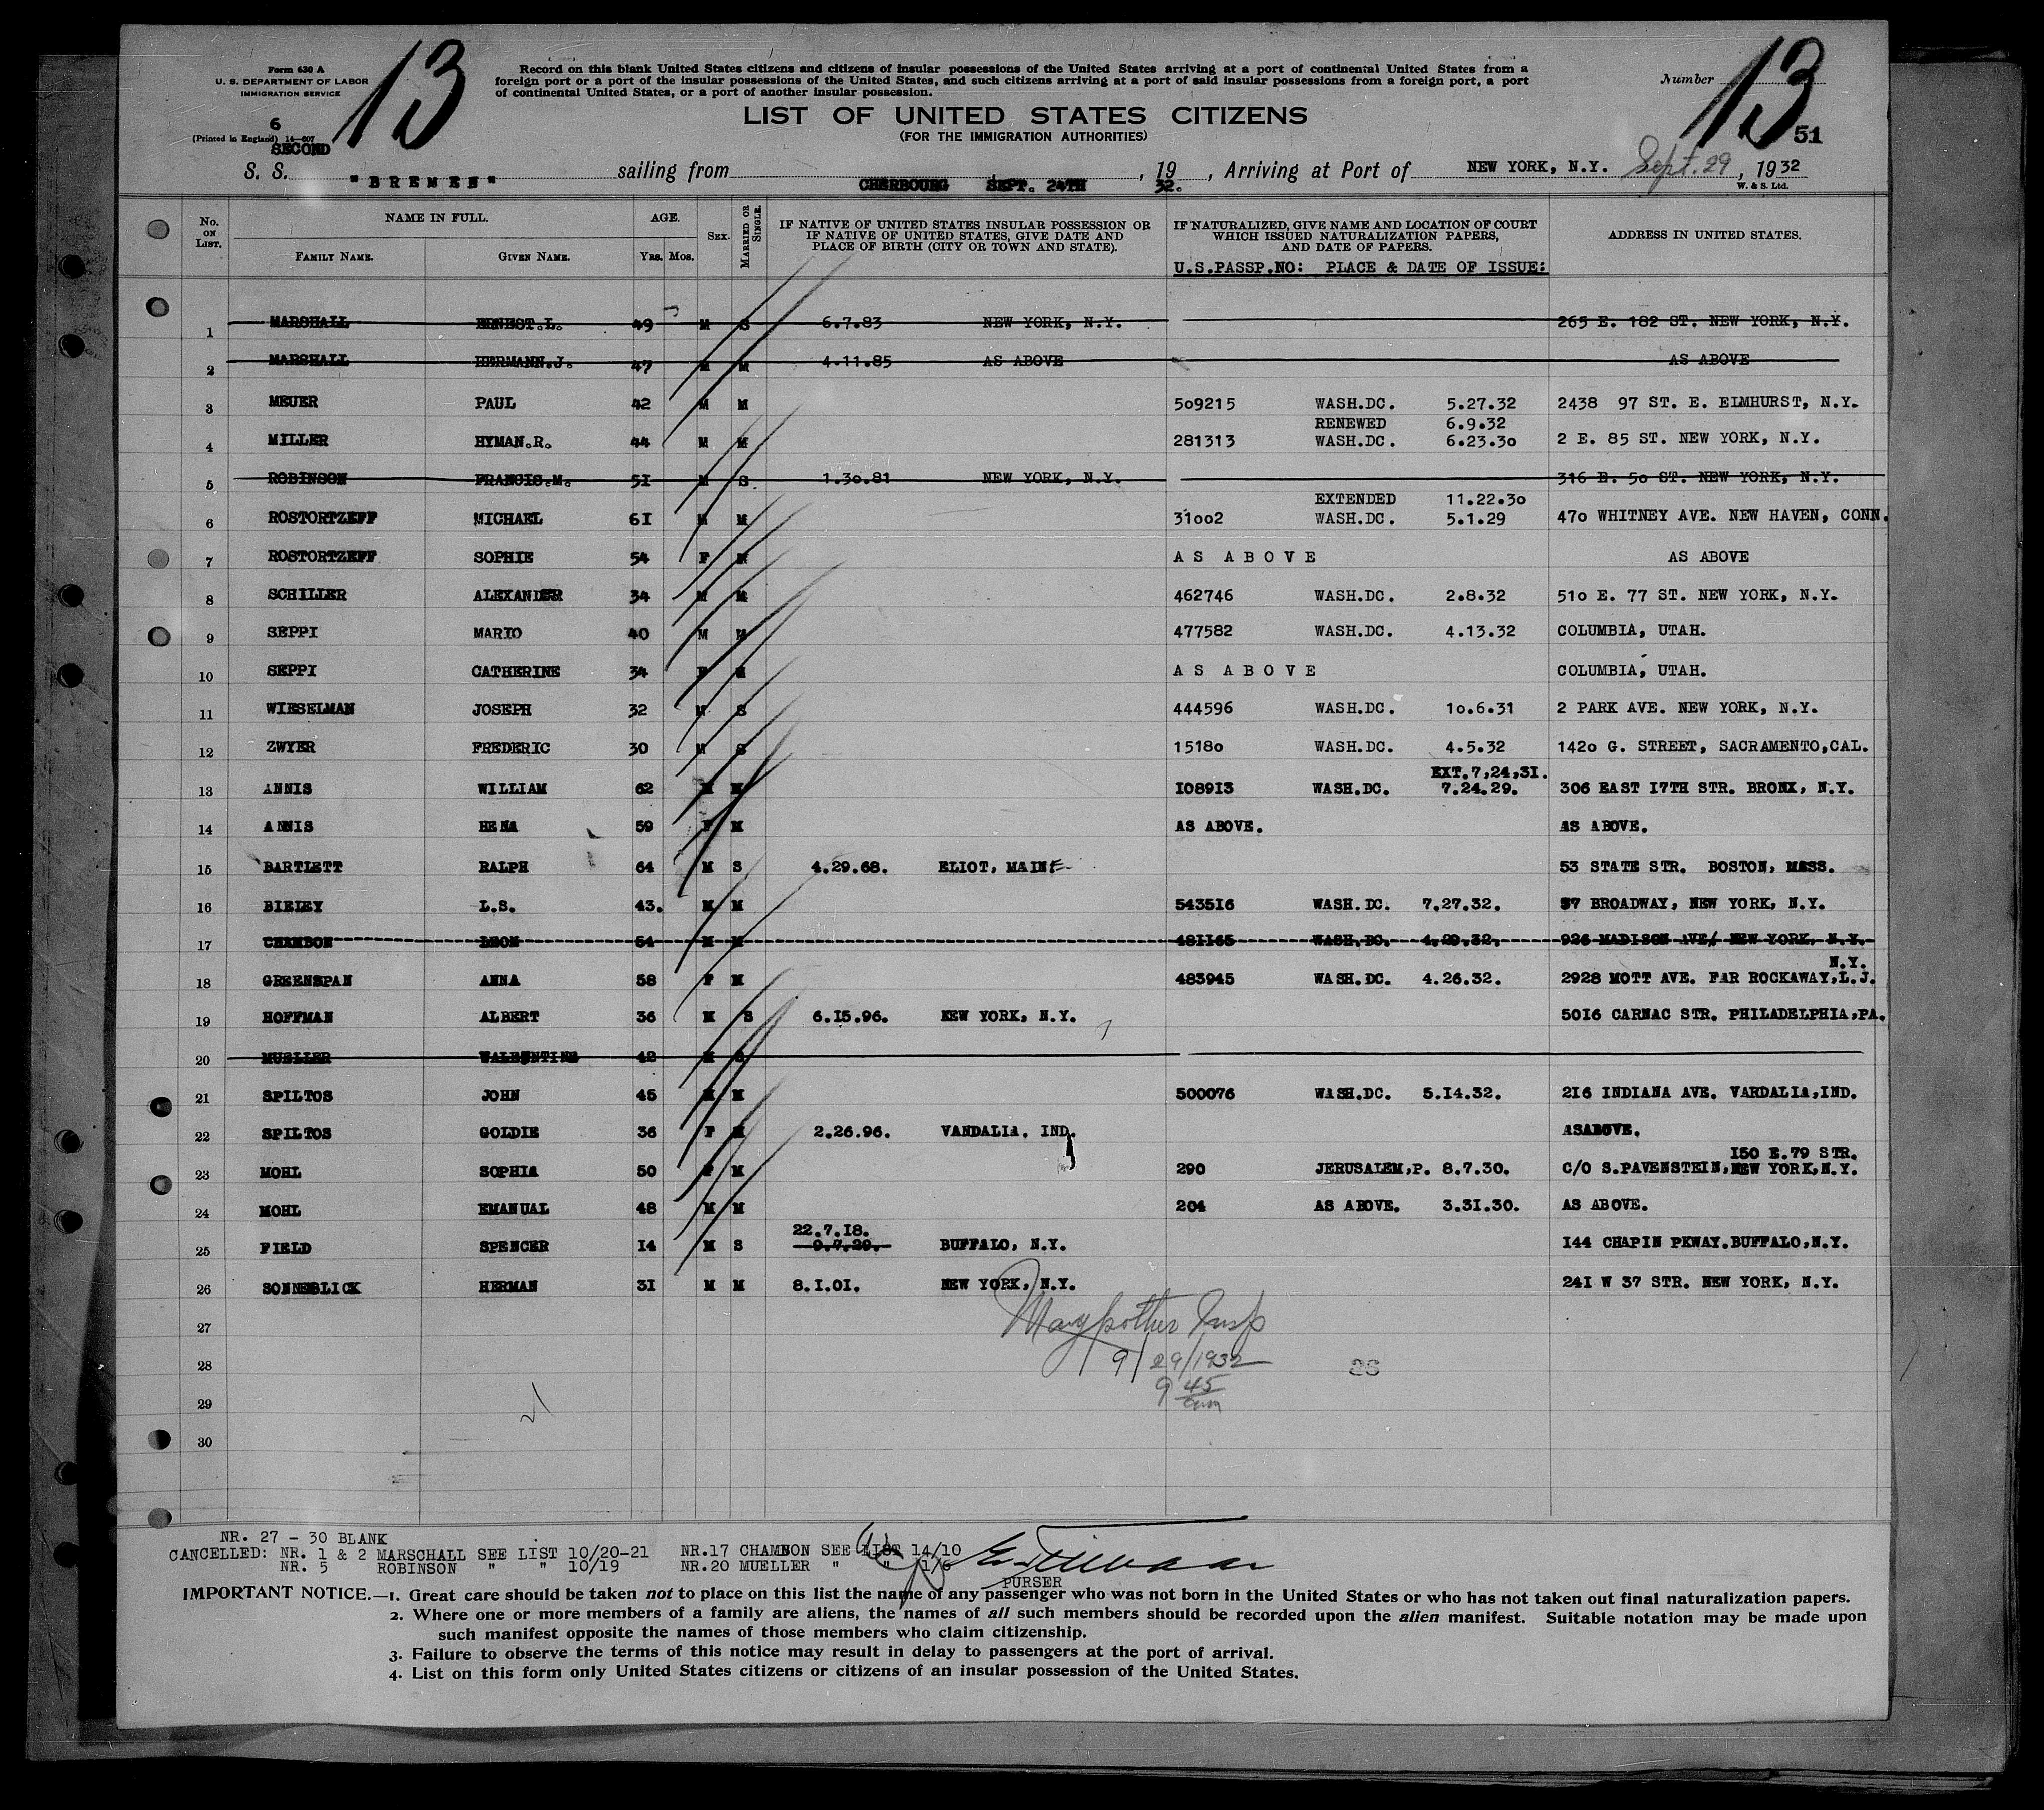 Form 630 A
U. S. DEPARTMENT OF LABOR
IMMIGRATION SERVICE
13
Record on this blank United States citizens and citizens of insular possessions of the United States arriving at a port of continental United States from a
foreign port or a port of the insular possessions of the United States, and such citizens arriving at a port of said insular possessions from a foreign port, a port
of continental United States, or a port of another insular possession.
Number 13
51
LIST OF UNITED STATES CITIZENS
(FOR THE IMMIGRATION AUTHORITIES)
6
(Printed in England) 14—607
SECOND
S. S. "BREMEN" sailing from CHERBOURG SEPT. 24TH, 19 32. , Arriving at Port of NEW YORK, N.Y. Sept. 29, 1932
W. & S. Ltd.
No. ON LIST. NAME IN FULL. FAMILY NAME. GIVEN NAME. AGE. YRS. MOS. SEX. MARRIED OR SINGLE. IF NATIVE OF UNITED STATES INSULAR POSSESSION OR IF NATIVE OF UNITED STATES, GIVE DATE AND PLACE OF BIRTH (CITY OR TOWN AND STATE). IF NATURALIZED, GIVE NAME AND LOCATION OF COURT WHICH ISSUED NATURALIZATION PAPERS, AND DATE OF PAPERS. ADDRESS IN UNITED STATES.
U.S.PASSP.NO: PLACE & DATE OF ISSUE:
1 MARSHALL ERNEST.L. 49 M S 6.7.83 NEW YORK, N.Y. 265 E. 182 ST. NEW YORK, N.Y.
2 MARSHALL HERMANN.J. 47 M M 4.11.85 AS ABOVE AS ABOVE
3 MEUER PAUL 42 M M 509215 WASH.DC. 5.27.32 2438 97 ST. E. ELMHURST, N.Y.
RENEWED 6.9.32
4 MILLER HYMAN.R. 44 M M 281313 WASH.DC. 6.23.30 2 E. 85 ST. NEW YORK, N.Y.
5 ROBINSON FRANCIS.M. 51 M S 1.30.81 NEW YORK, N.Y. 316 E. 50 ST. NEW YORK, N.Y.
EXTENDED 11.22.30
6 ROSTORTZEFF MICHAEL 61 M M 31002 WASH.DC. 5.1.29 470 WHITNEY AVE. NEW HAVEN, CONN.
7 ROSTORTZEFF SOPHIE 54 F M AS ABOVE AS ABOVE
8 SCHILLER ALEXANDER 34 M M 462746 WASH.DC. 2.8.32 510 E. 77 ST. NEW YORK, N.Y.
9 SEPPI MARIO 40 M M 477582 WASH.DC. 4.13.32 COLUMBIA, UTAH.
10 SEPPI CATHERINE 34 F M AS ABOVE COLUMBIA, UTAH.
11 WIESELMAN JOSEPH 32 M S 444596 WASH.DC. 10.6.31 2 PARK AVE. NEW YORK, N.Y.
12 ZWYER FREDERIC 30 M S 15180 WASH.DC. 4.5.32 1420 G. STREET, SACRAMENTO,CAL.
EXT.7,24,31.
13 ANNIS WILLIAM 62 M M 108913 WASH.DC. 7.24.29. 306 EAST 17TH STR. BRONX, N.Y.
14 ANNIS HENA 59 F M AS ABOVE. AS ABOVE.
15 BARTLETT RALPH 64 M S 4.29.68. ELIOT, MAINE 53 STATE STR. BOSTON, MASS.
16 BIELEY L.S. 43. M M 543516 WASH.DC. 7.27.32. 57 BROADWAY, NEW YORK, N.Y.
17 CHAMBON LEON 54 M M 481165 WASH.DC. 4.29.32. 926 MADISON AVE/ NEW YORK, N.Y.
N.Y.
18 GREENSPAN ANNA 58 F M 483945 WASH.DC. 4.26.32. 2928 MOTT AVE. FAR ROCKAWAY,L.J.
19 HOFFMAN ALBERT 36 M S 6.15.96. NEW YORK, N.Y. 5016 CARNAC STR. PHILADELPHIA,PA.
20 MUELLER WALBUNTINE 42 M S
21 SPILTOS JOHN 45 M M 500076 WASH.DC. 5.14.32. 216 INDIANA AVE. VARDALIA,IND.
22 SPILTOS GOLDIE 36 F M 2.26.96. VANDALIA. IND. ASABOVE.
150 E.79 STR.
23 MOHL SOPHIA 50 F M 290 JERUSALEM,P. 8.7.30. C/O S.PAVENSTEIN,NEW YORK,N.Y.
24 MOHL EMANUAL 48 M M 204 AS ABOVE. 3.31.30. AS ABOVE.
22.7.18.
25 FIELD SPENCER 14 M S 9.7.29. BUFFALO, N.Y. 144 CHAPIN PKWAY.BUFFALO,N.Y.
26 SONNEBLICK HERMAN 31 M M 8.1.01. NEW YORK, N.Y. 241 W 37 STR. NEW YORK, N.Y.
27
28 9/29/1932 26
29 9 45 am
30
NR. 27 - 30 BLANK
CANCELLED: NR. 1 & 2 MARSCHALL SEE LIST 10/20-21 NR.17 CHAMBON SEE LIST 14/10
NR. 5 ROBINSON " " 10/19 NR.20 MUELLER " " 1/6
PURSER
IMPORTANT NOTICE.—1. Great care should be taken not to place on this list the name of any passenger who was not born in the United States or who has not taken out final naturalization papers.
2. Where one or more members of a family are aliens, the names of all such members should be recorded upon the alien manifest. Suitable notation may be made upon
such manifest opposite the names of those members who claim citizenship.
3. Failure to observe the terms of this notice may result in delay to passengers at the port of arrival.
4. List on this form only United States citizens or citizens of an insular possession of the United States.